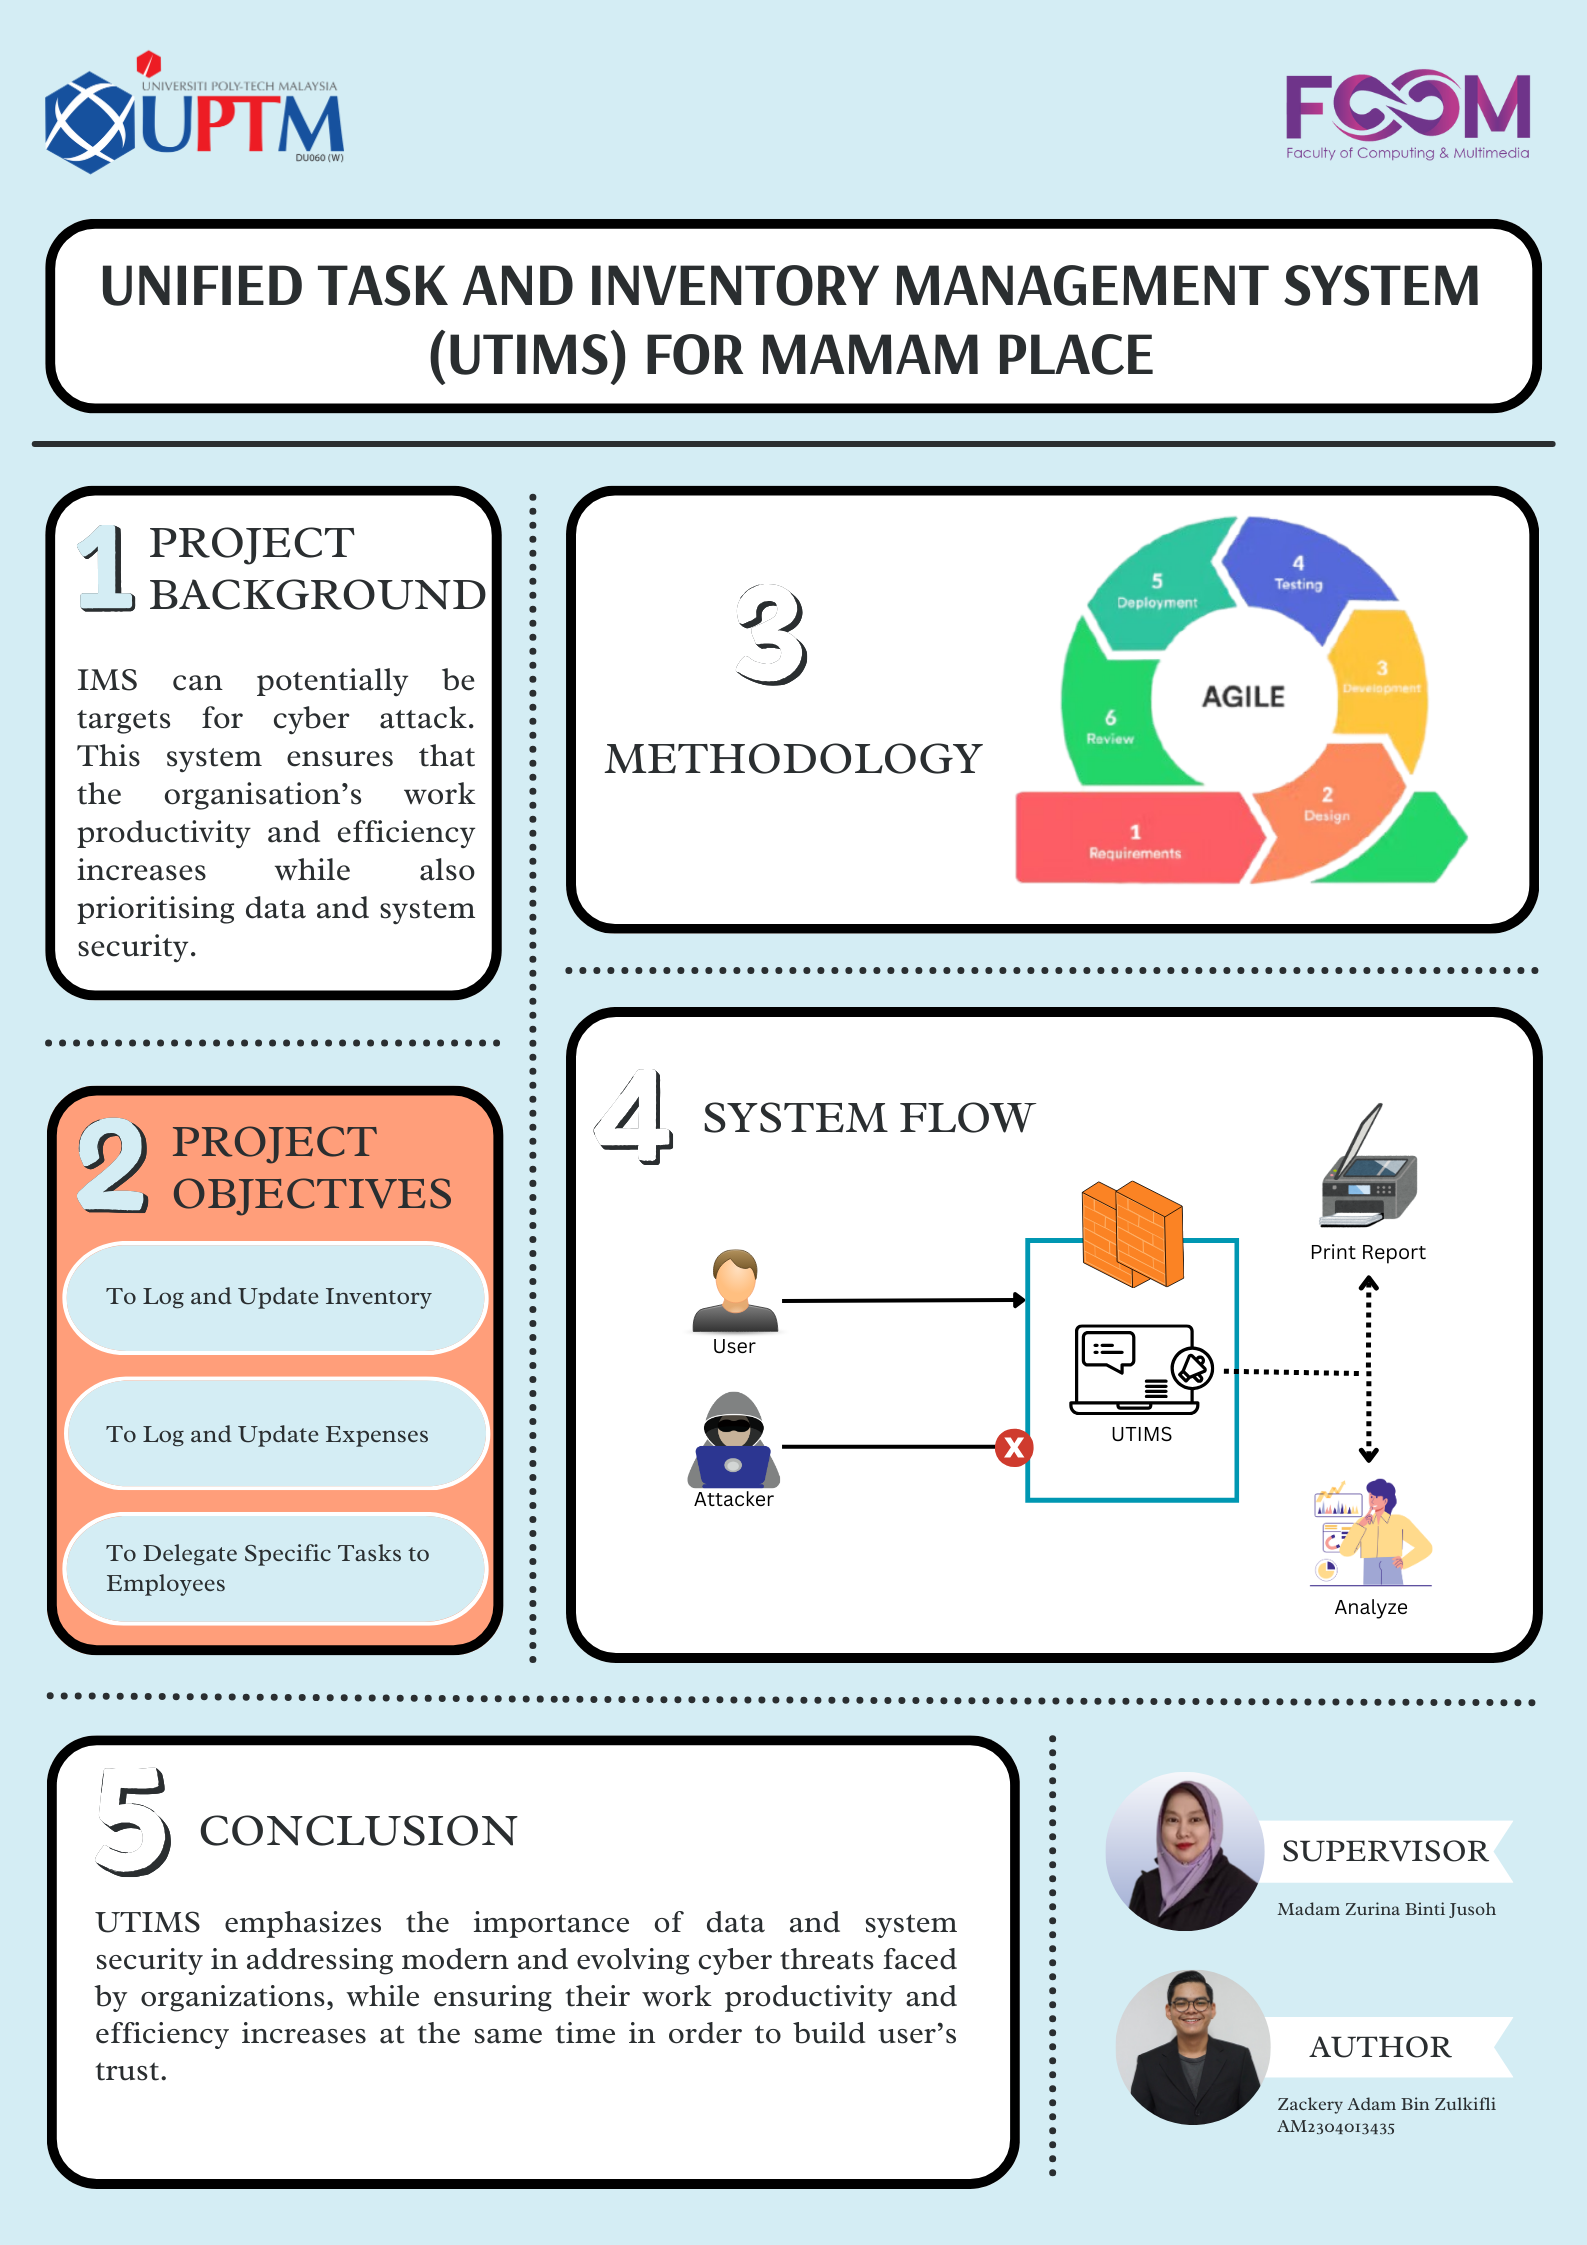 UNIVERSITI POLY-TECH MALAYSIA
UPTM
DU060 (W)
FCOM
Faculty of Computing & Multimedia
UNIFIED TASK AND INVENTORY MANAGEMENT SYSTEM
(UTIMS) FOR MAMAM PLACE
1
PROJECT
BACKGROUND
IMS can potentially be
targets for cyber attack.
This system ensures that
the organisation's work
productivity and efficiency
increases while also
prioritising data and system
security.
2
PROJECT
OBJECTIVES
To Log and Update Inventory
To Log and Update Expenses
To Delegate Specific Tasks to
Employees
3
METHODOLOGY
AGILE
1
Requirements
2
Design
3
Development
4
Testing
5
Deployment
6
Review
4
SYSTEM FLOW
User
Attacker
X
UTIMS
Print Report
Analyze
5
CONCLUSION
UTIMS emphasizes the importance of data and system
security in addressing modern and evolving cyber threats faced
by organizations, while ensuring their work productivity and
efficiency increases at the same time in order to build user's
trust.
SUPERVISOR
Madam Zurina Binti Jusoh
AUTHOR
Zackery Adam Bin Zulkifli
AM2304013435